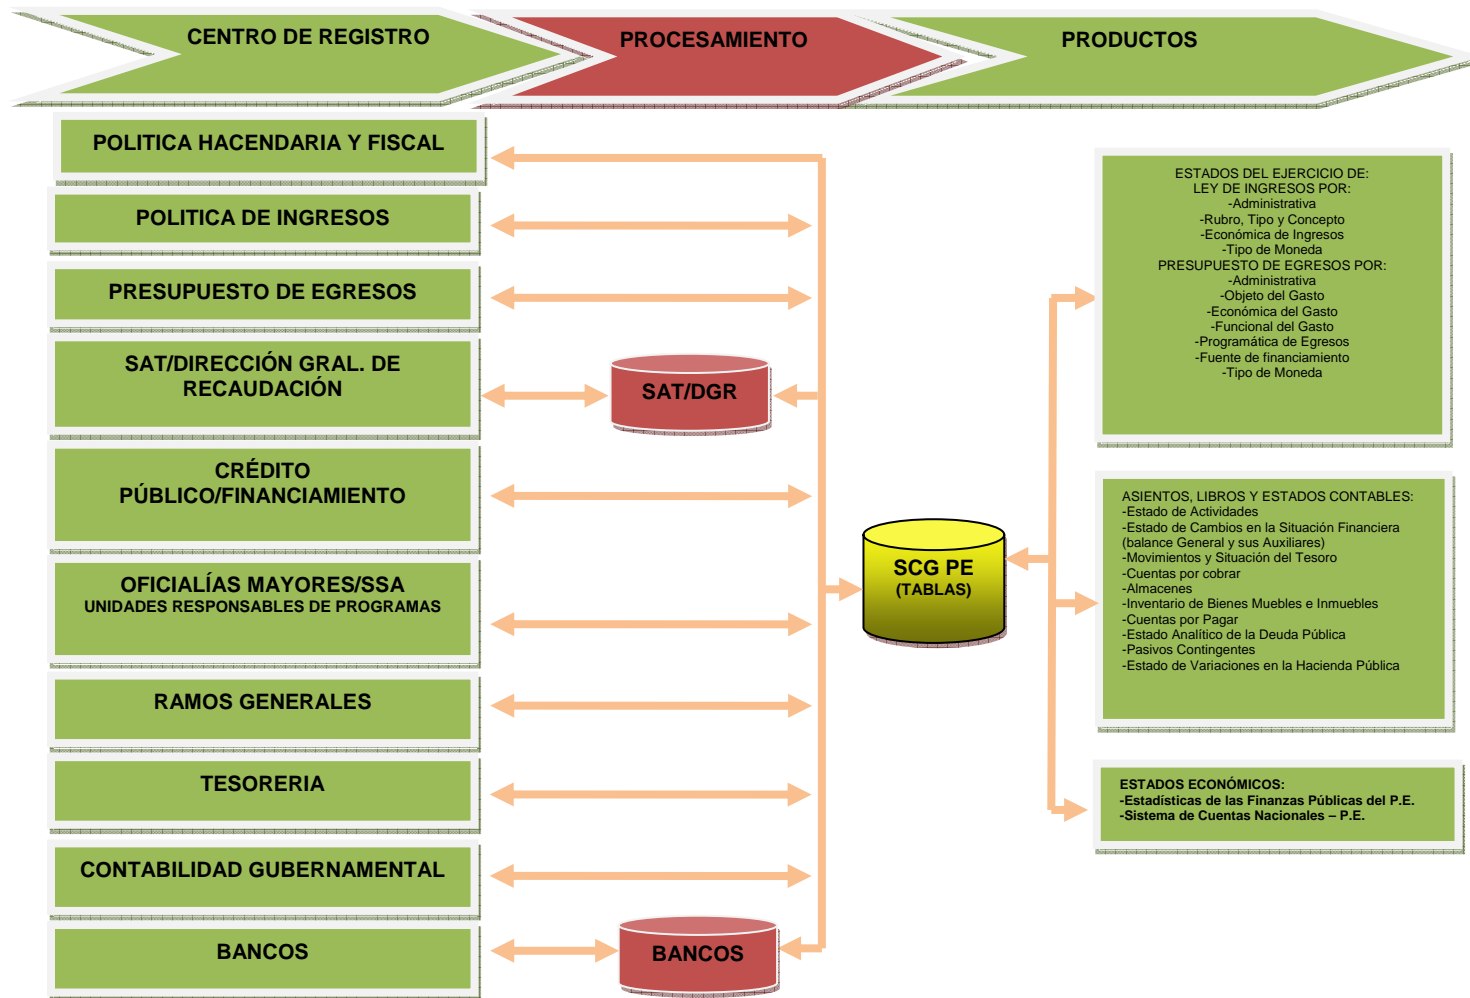 CENTRO DE REGISTRO
PROCESAMIENTO
PRODUCTOS
POLITICA HACENDARIA Y FISCAL
POLITICA DE INGRESOS
PRESUPUESTO DE EGRESOS
SAT/DIRECCIÓN GRAL. DE
RECAUDACIÓN
CRÉDITO
PÚBLICO/FINANCIAMIENTO
OFICIALÍAS MAYORES/SSA
UNIDADES RESPONSABLES DE PROGRAMAS
RAMOS GENERALES
TESORERIA
CONTABILIDAD GUBERNAMENTAL
BANCOS
SAT/DGR
BANCOS
SCG PE
(TABLAS)
ESTADOS DEL EJERCICIO DE:
LEY DE INGRESOS POR:
-Administrativa
-Rubro, Tipo y Concepto
-Económica de Ingresos
-Tipo de Moneda
PRESUPUESTO DE EGRESOS POR:
-Administrativa
-Objeto del Gasto
-Económica del Gasto
-Funcional del Gasto
-Programática de Egresos
-Fuente de financiamiento
-Tipo de Moneda
ASIENTOS, LIBROS Y ESTADOS CONTABLES:
-Estado de Actividades
-Estado de Cambios en la Situación Financiera
(balance General y sus Auxiliares)
-Movimientos y Situación del Tesoro
-Cuentas por cobrar
-Almacenes
-Inventario de Bienes Muebles e Inmuebles
-Cuentas por Pagar
-Estado Analítico de la Deuda Pública
-Pasivos Contingentes
-Estado de Variaciones en la Hacienda Pública
ESTADOS ECONÓMICOS:
-Estadísticas de las Finanzas Públicas del P.E.
-Sistema de Cuentas Nacionales – P.E.